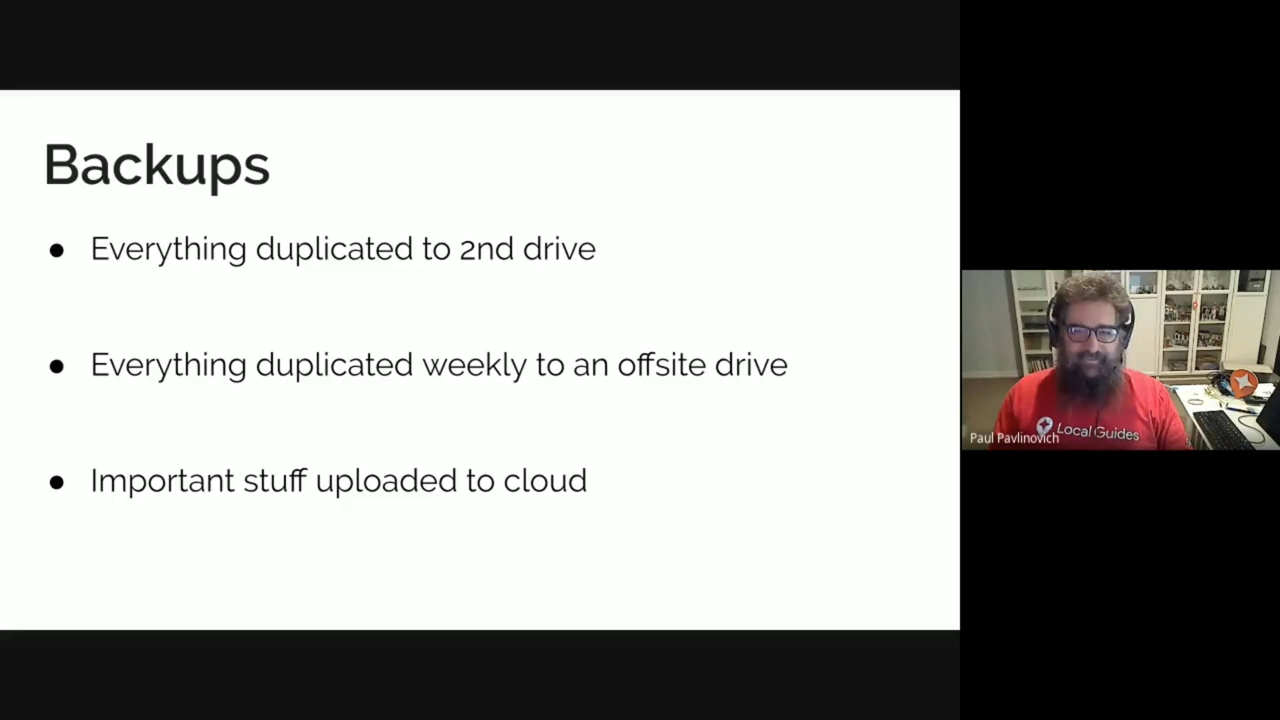 Backups
● Everything duplicated to 2nd drive
● Everything duplicated weekly to an offsite drive
● Important stuff uploaded to cloud
Local Guides
Paul Pavlinovich